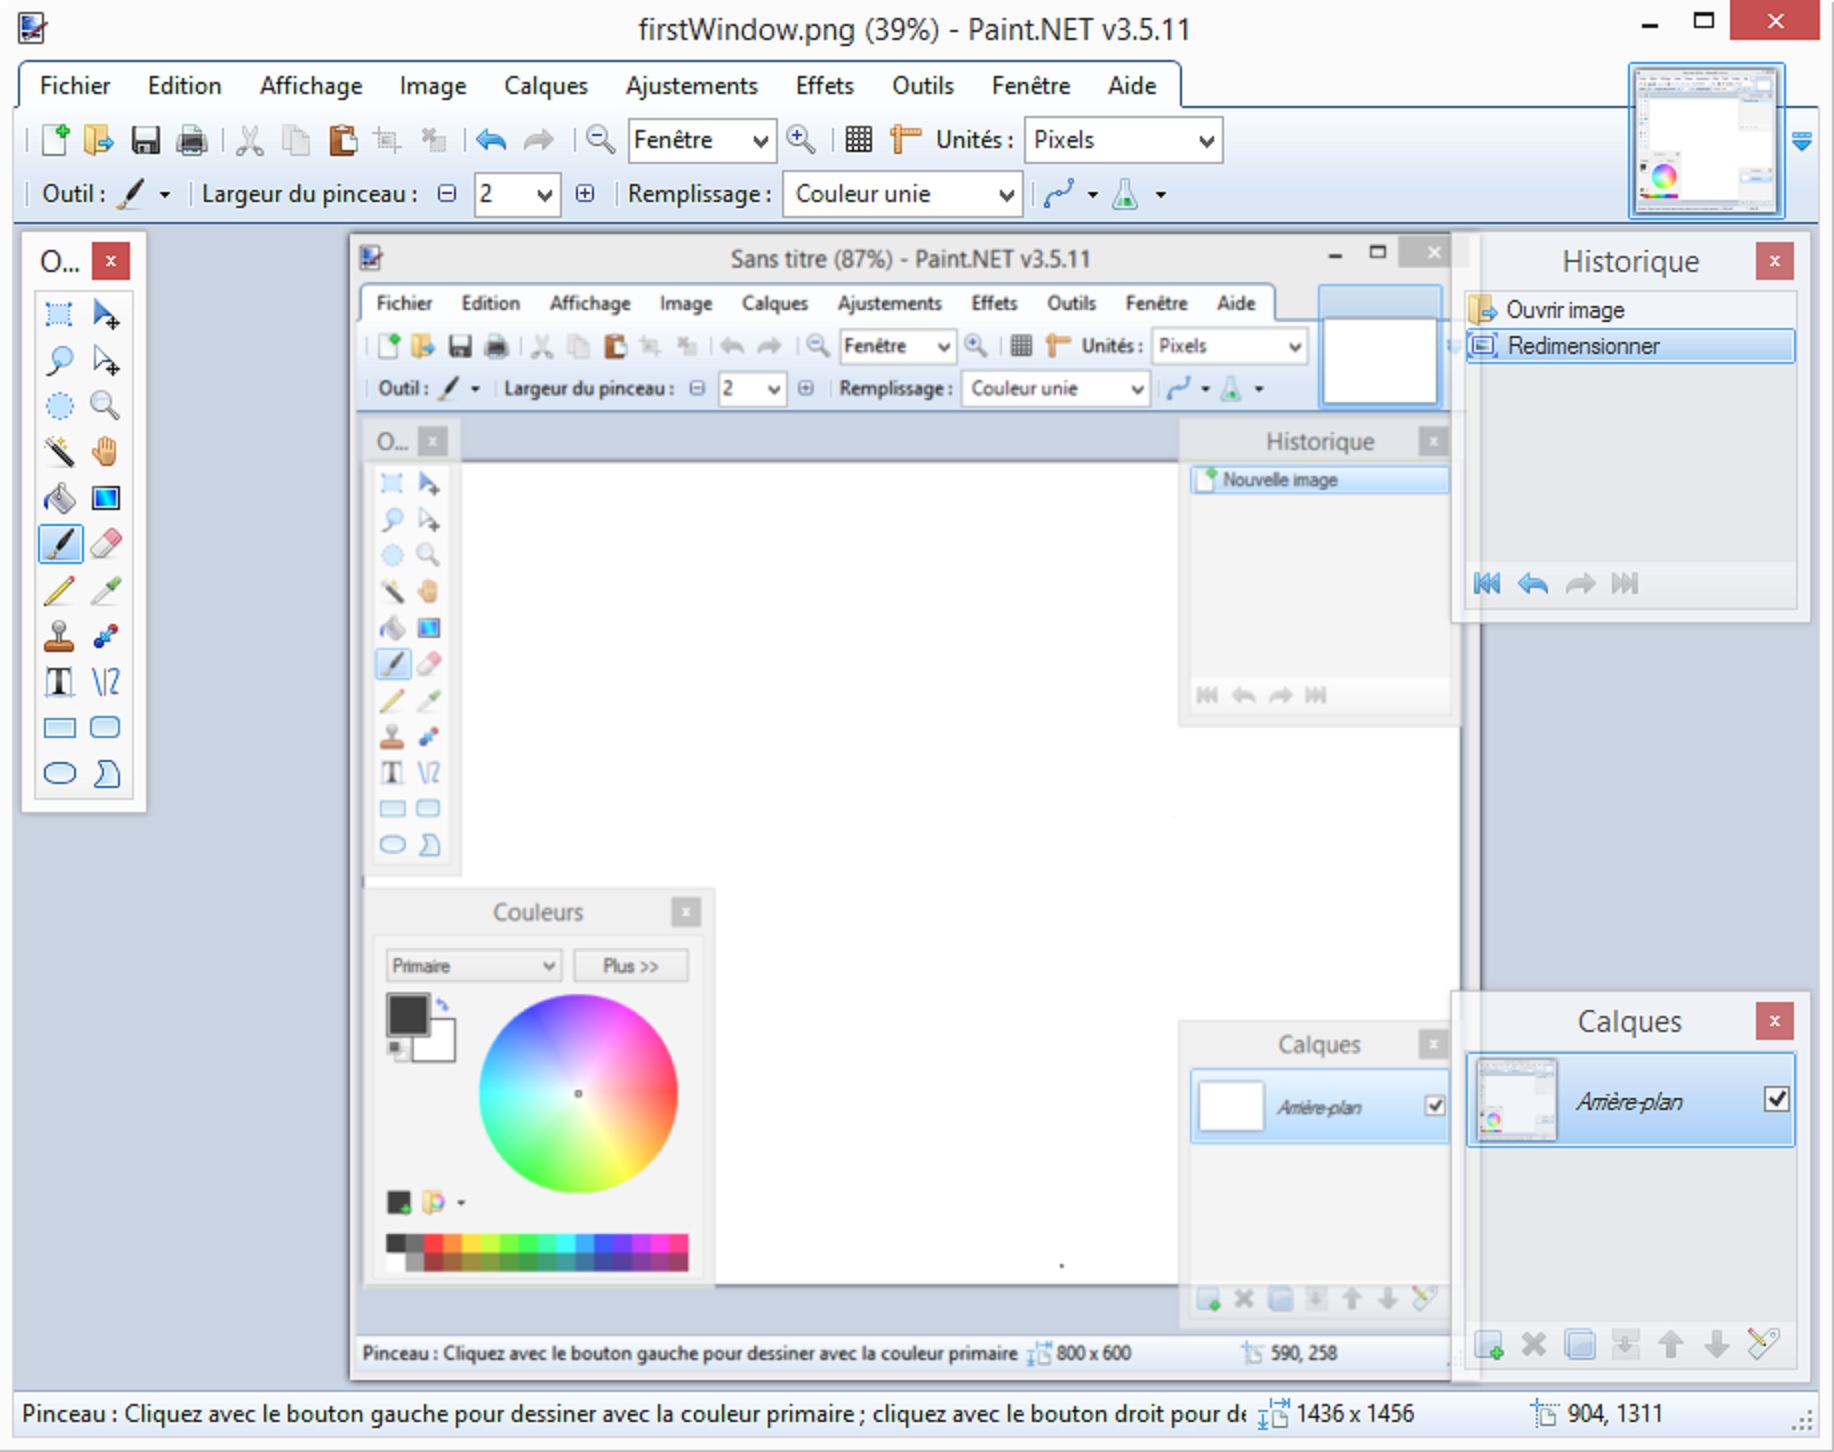 firstWindow.png (39%) - Paint.NET v3.5.11
Fichier Edition Affichage Image Calques Ajustements Effets Outils Fenêtre Aide
Fenêtre Unités : Pixels
Outil : Largeur du pinceau : 2 Remplissage : Couleur unie
O...
Sans titre (87%) - Paint.NET v3.5.11
Fichier Edition Affichage Image Calques Ajustements Effets Outils Fenêtre Aide
Fenêtre Unités : Pixels
Outil : Largeur du pinceau : 2 Remplissage : Couleur unie
O...
Historique
Nouvelle image
Couleurs
Primaire Plus >>
Calques
Arrière-plan
Pinceau : Cliquez avec le bouton gauche pour dessiner avec la couleur primaire 800 x 600 590, 258
Historique
Ouvrir image
Redimensionner
Calques
Arrière-plan
Pinceau : Cliquez avec le bouton gauche pour dessiner avec la couleur primaire ; cliquez avec le bouton droit pour de 1436 x 1456 904, 1311